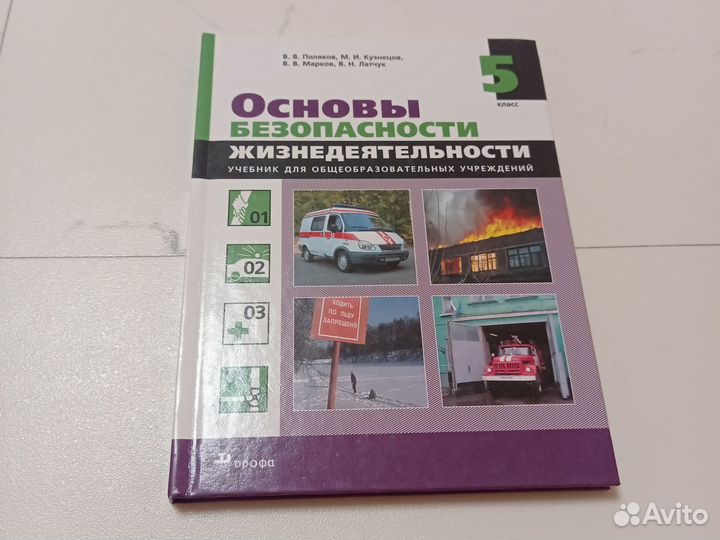 В. В. Поляков, М. И. Кузнецов,
В. В. Марков, В. Н. Латчук
5
класс
Основы
безопасности
жизнедеятельности
УЧЕБНИК ДЛЯ ОБЩЕОБРАЗОВАТЕЛЬНЫХ УЧРЕЖДЕНИЙ
01
02
03
ХОДИТЬ
ПО ЛЬДУ
ЗАПРЕЩЕНО
дрофа
Avito